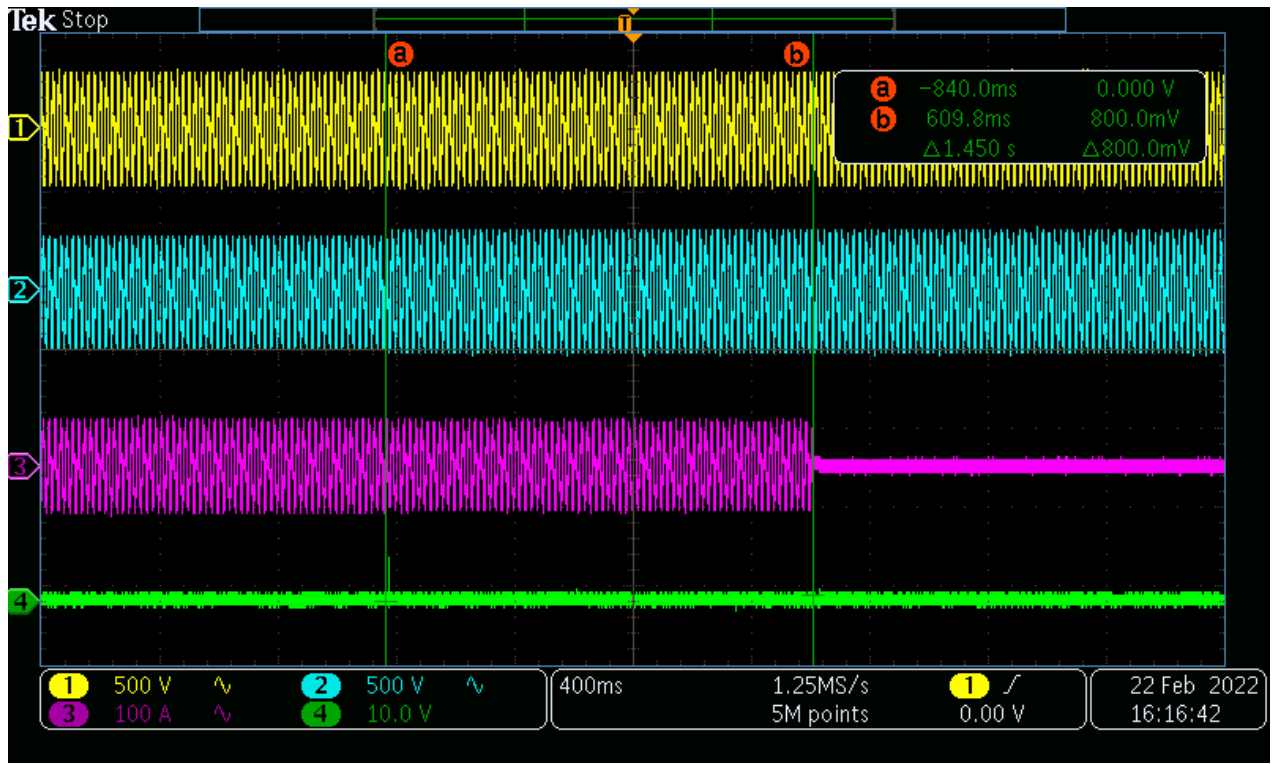 Tek Stop
T
a b
a −840.0ms 0.000 V
b 609.8ms 800.0mV
Δ1.450 s Δ800.0mV
1
2
3
4
1 500 V 2 500 V 400ms 1.25MS/s 1 22 Feb 2022
3 100 A 4 10.0 V 5M points 0.00 V 16:16:42